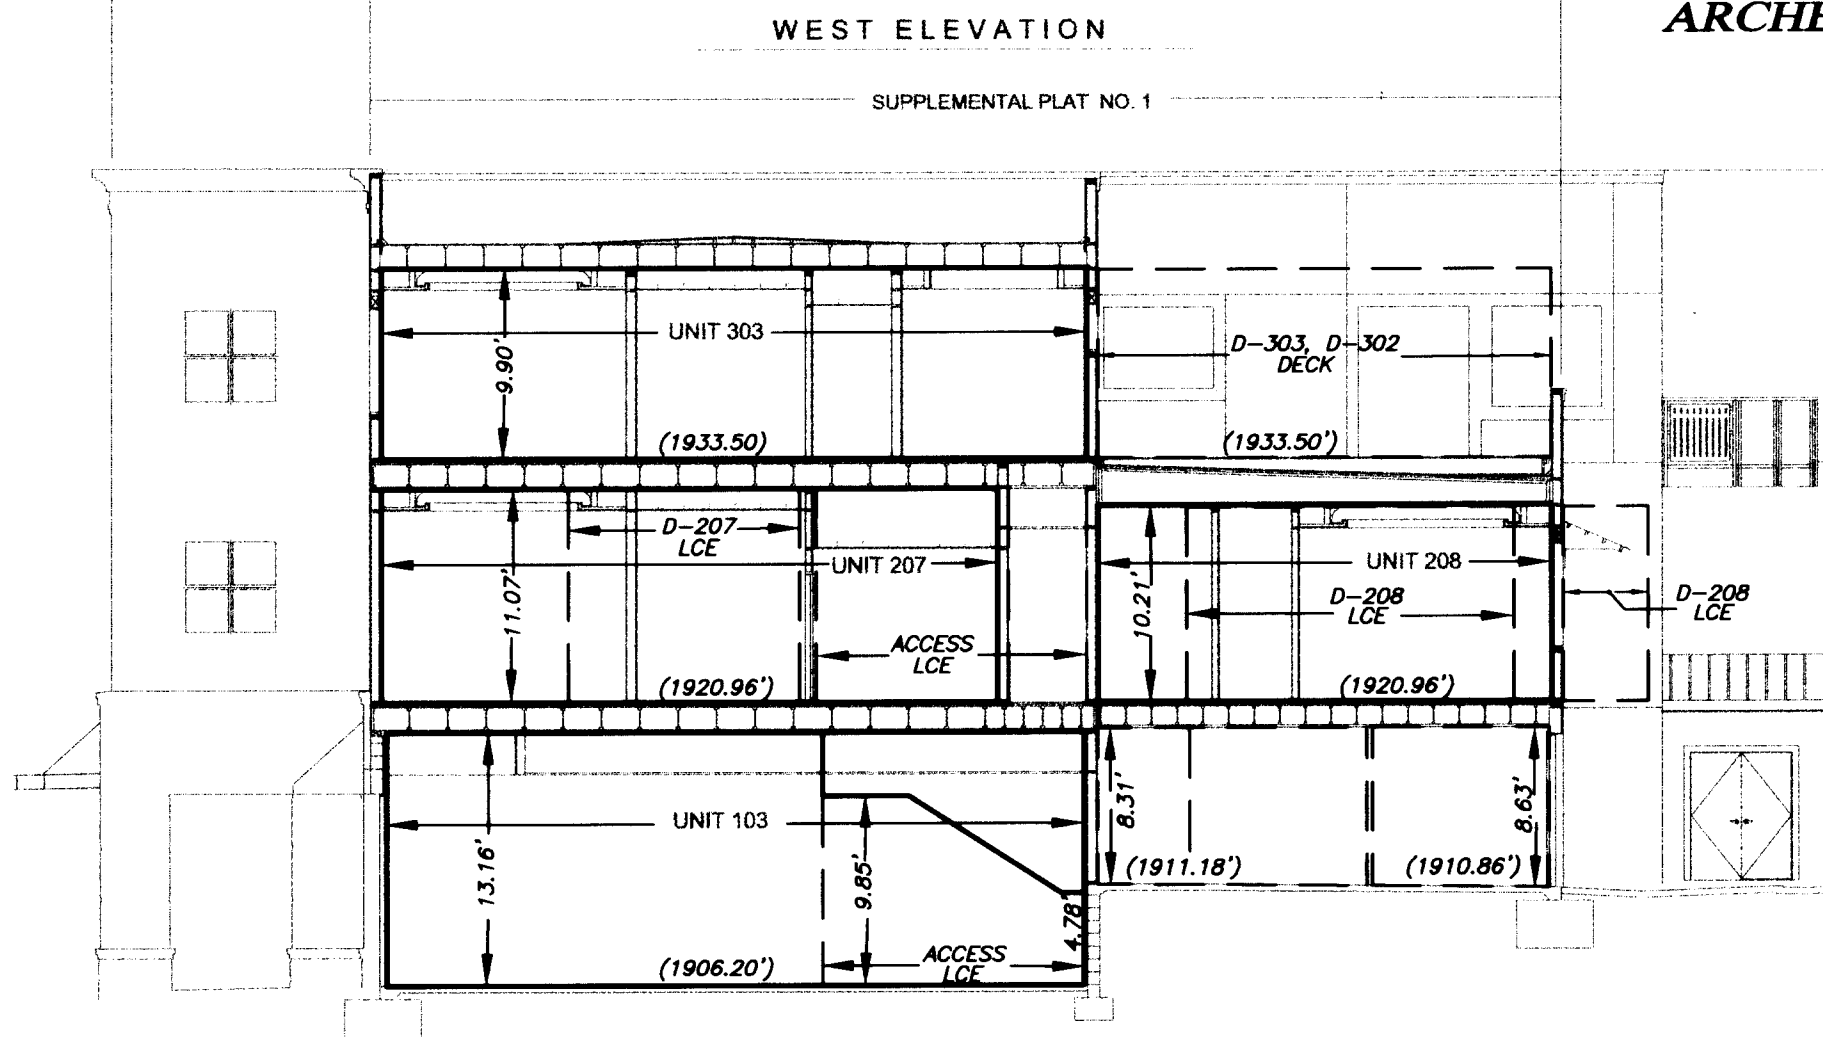 WEST ELEVATION
SUPPLEMENTAL PLAT NO. 1
UNIT 303
9.90'
(1933.50)
D-303, D-302
DECK
(1933.50')
D-207
LCE
UNIT 207
11.07'
ACCESS
LCE
(1920.96')
UNIT 208
10.21'
D-208
LCE
(1920.96')
D-208
LCE
UNIT 103
13.16'
9.85'
4.78'
(1906.20')
ACCESS
LCE
8.31'
(1911.18')
8.63'
(1910.86')